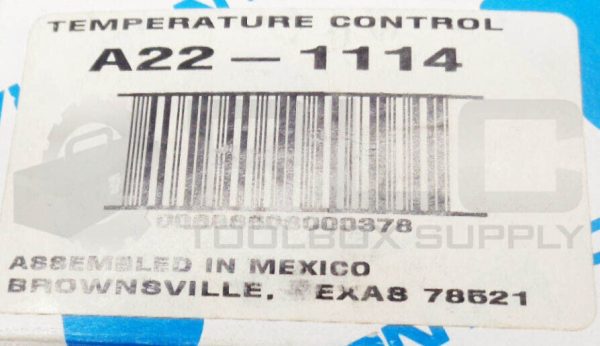 TEMPERATURE CONTROL
A22-1114
TOOLBOX SUPPLY
ASSEMBLED IN MEXICO
BROWNSVILLE, TEXAS 78521